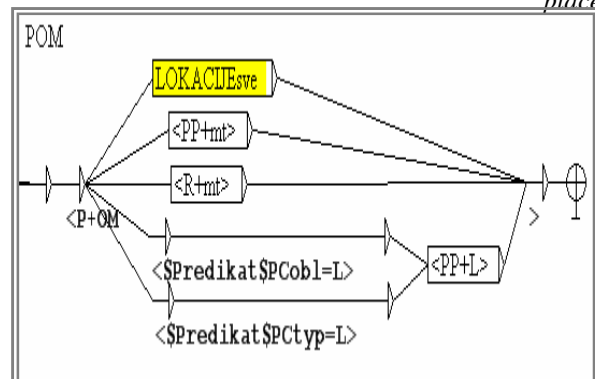 place
POM
LOKACIJEsve
<PP+mt>
<R+mt>
<P+OM
>
<$Predikat$PCobl=L>
<PP+L>
<$Predikat$PCtyp=L>